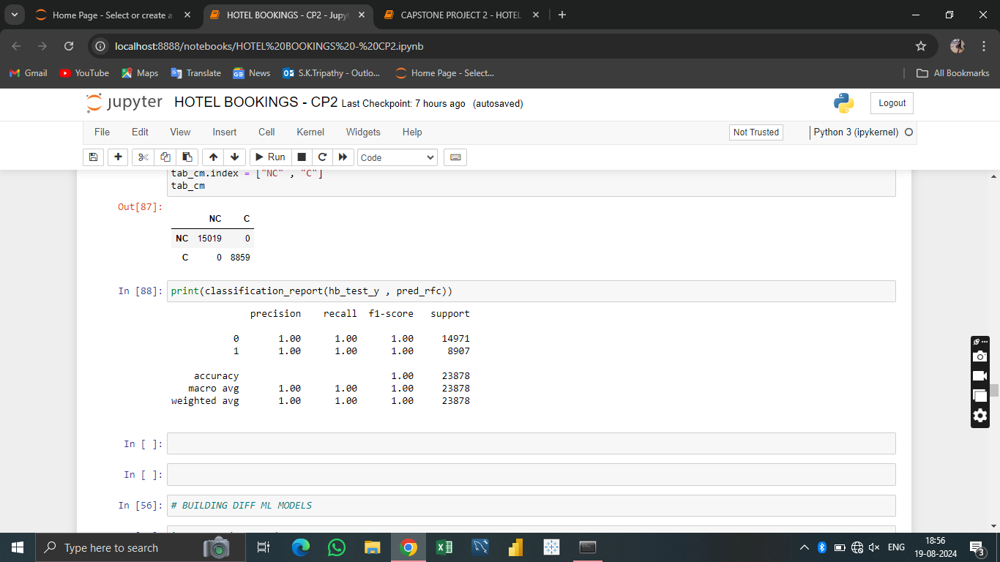 Home Page - Select or create a
HOTEL BOOKINGS - CP2 - Jupy
CAPSTONE PROJECT 2 - HOTEL
localhost:8888/notebooks/HOTEL%20BOOKINGS%20-%20CP2.ipynb
Gmail YouTube Maps Translate News S.K.Tripathy - Outlo... Home Page - Select... All Bookmarks
jupyter HOTEL BOOKINGS - CP2 Last Checkpoint: 7 hours ago (autosaved) Logout
File Edit View Insert Cell Kernel Widgets Help Not Trusted Python 3 (ipykernel)
Run Code
tab_cm.index = ["NC" , "C"]
tab_cm
Out[87]:
NC C
NC 15019 0
C 0 8859
In [88]: print(classification_report(hb_test_y , pred_rfc))
precision recall f1-score support
0 1.00 1.00 1.00 14971
1 1.00 1.00 1.00 8907
accuracy 1.00 23878
macro avg 1.00 1.00 1.00 23878
weighted avg 1.00 1.00 1.00 23878
In [ ]:
In [ ]:
In [56]: # BUILDING DIFF ML MODELS
Type here to search
ENG
18:56
19-08-2024
3